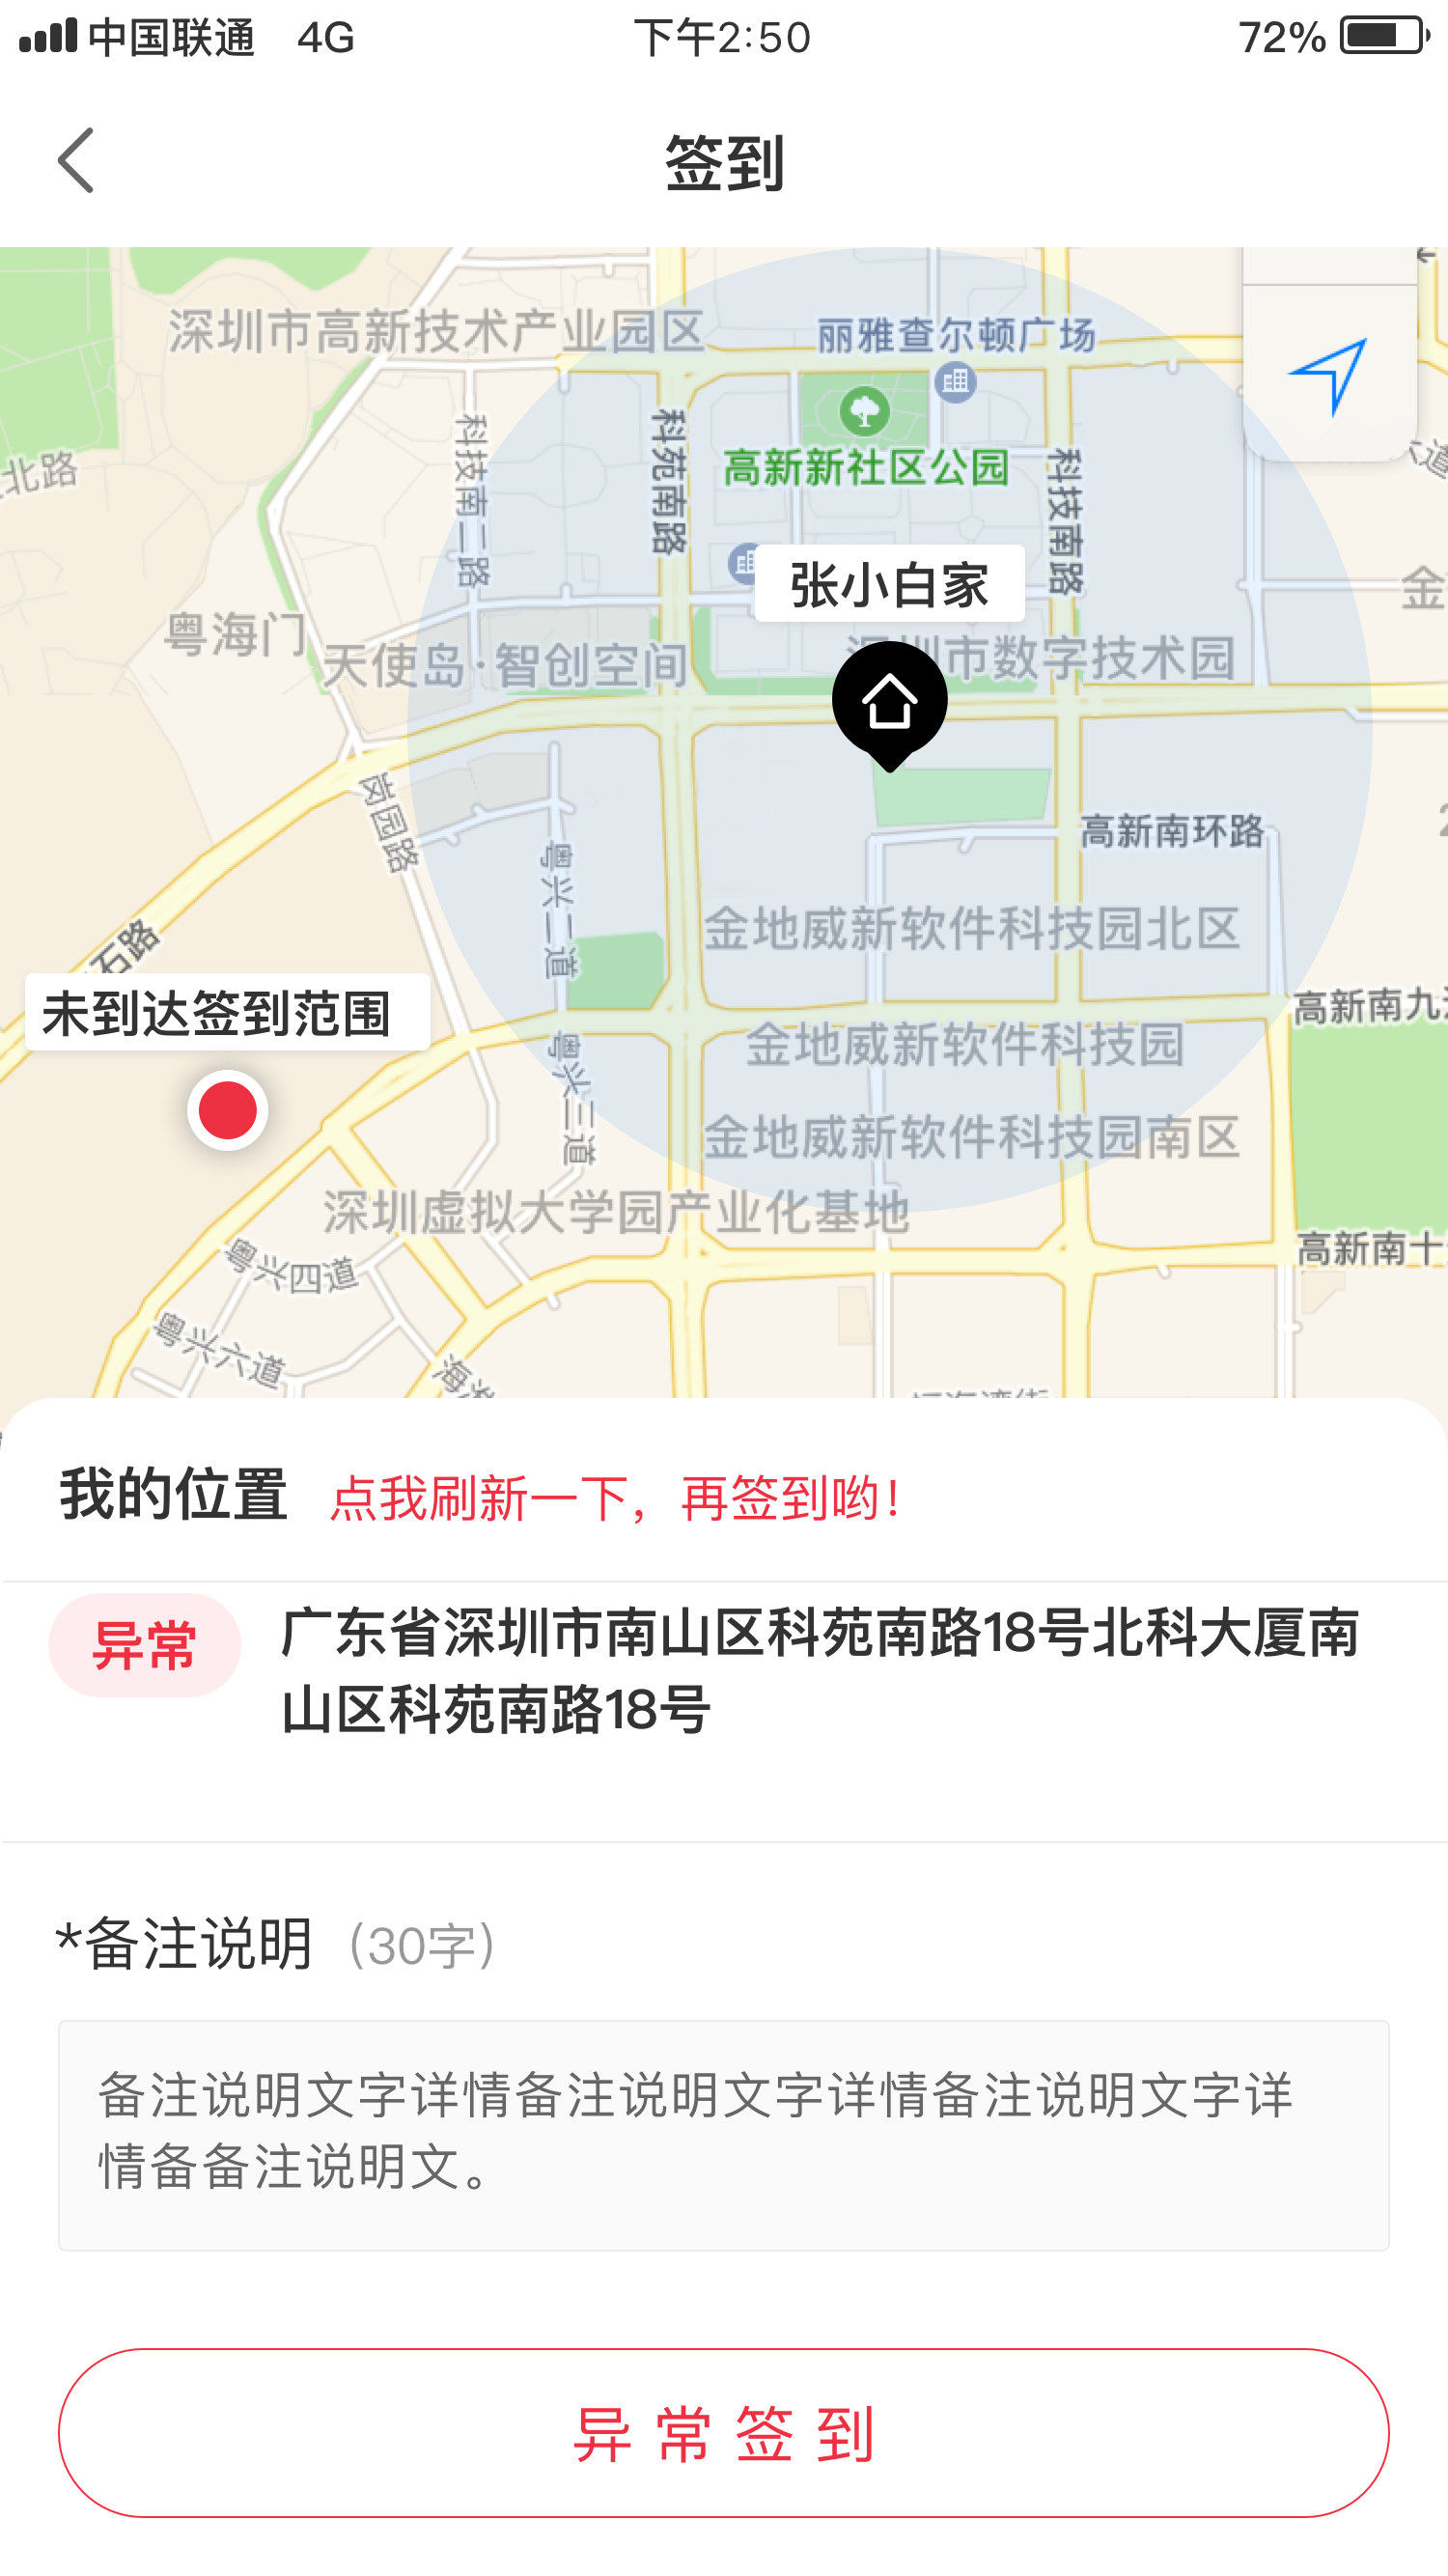 中国联通 4G 下午2:50 72%
签到
深圳市高新技术产业园区
丽雅查尔顿广场
北路
科技南二路
科苑南路
高新新社区公园
科技南路
张小白家
金
粤海门
天使岛·智创空间
深圳市数字技术园
岗园路
高新南环路
粤兴二道
金地威新软件科技园北区
石路
未到达签到范围
高新南九
金地威新软件科技园
粤兴三道
金地威新软件科技园南区
深圳虚拟大学园产业化基地
高新南十
粤兴四道
粤兴六道
我的位置 点我刷新一下，再签到哟！
异常 广东省深圳市南山区科苑南路18号北科大厦南
山区科苑南路18号
*备注说明（30字）
备注说明文字详情备注说明文字详情备注说明文字详
情备备注说明文。
异常签到